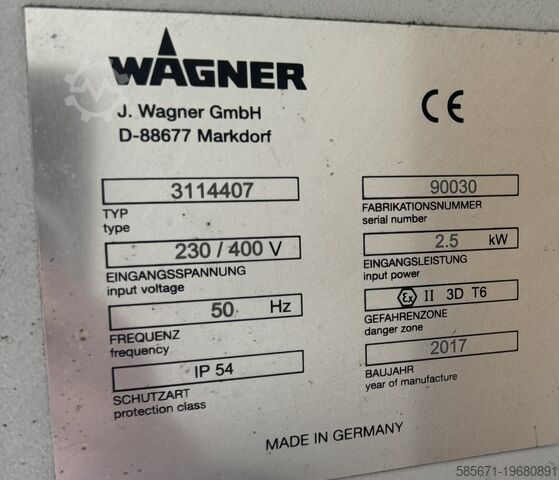 WAGNER
J. Wagner GmbH
D-88677 Markdorf
CE
3114407
TYP
type
90030
FABRIKATIONSNUMMER
serial number
230 / 400 V
EINGANGSSPANNUNG
input voltage
2.5 kW
EINGANGSLEISTUNG
input power
50 Hz
FREQUENZ
frequency
Ex II 3D T6
GEFAHRENZONE
danger zone
IP 54
SCHUTZART
protection class
2017
BAUJAHR
year of manufacture
MADE IN GERMANY
585671-19680891